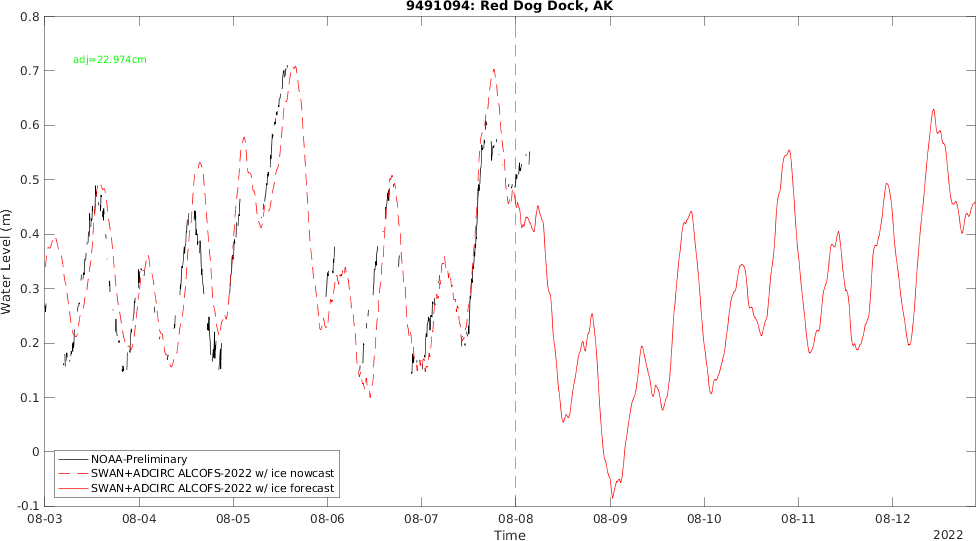 9491094: Red Dog Dock, AK
adj=22.974cm
Water Level (m)
0.8
0.7
0.6
0.5
0.4
0.3
0.2
0.1
0
-0.1
NOAA-Preliminary
SWAN+ADCIRC ALCOFS-2022 w/ ice nowcast
SWAN+ADCIRC ALCOFS-2022 w/ ice forecast
08-03 08-04 08-05 08-06 08-07 08-08 08-09 08-10 08-11 08-12
Time
2022